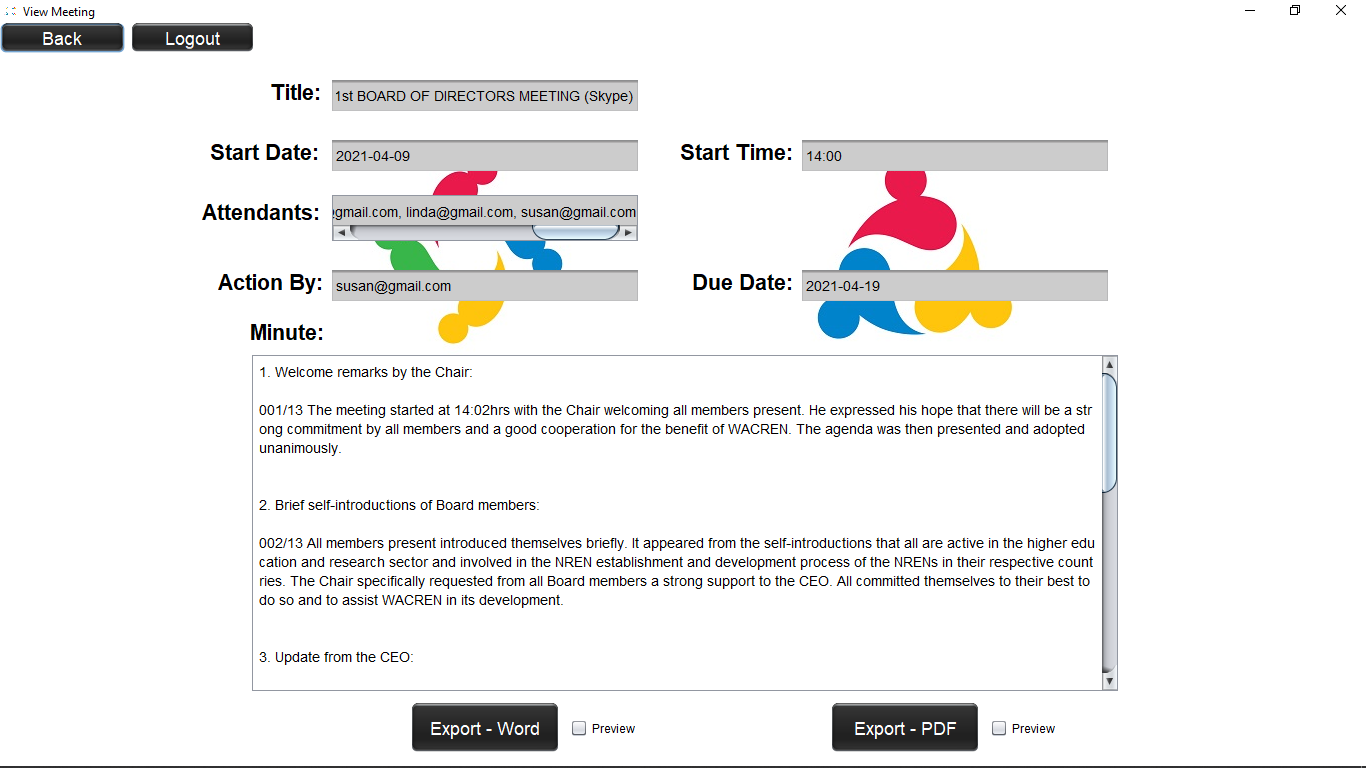 View Meeting
Back Logout
Title: 1st BOARD OF DIRECTORS MEETING (Skype)
Start Date: 2021-04-09 Start Time: 14:00
Attendants: gmail.com, linda@gmail.com, susan@gmail.com
Action By: susan@gmail.com Due Date: 2021-04-19
Minute:
1. Welcome remarks by the Chair:
001/13 The meeting started at 14:02hrs with the Chair welcoming all members present. He expressed his hope that there will be a str
ong commitment by all members and a good cooperation for the benefit of WACREN. The agenda was then presented and adopted
unanimously.
2. Brief self-introductions of Board members:
002/13 All members present introduced themselves briefly. It appeared from the self-introductions that all are active in the higher edu
cation and research sector and involved in the NREN establishment and development process of the NRENs in their respective count
ries. The Chair specifically requested from all Board members a strong support to the CEO. All committed themselves to their best to
do so and to assist WACREN in its development.
3. Update from the CEO:
Export - Word Preview Export - PDF Preview